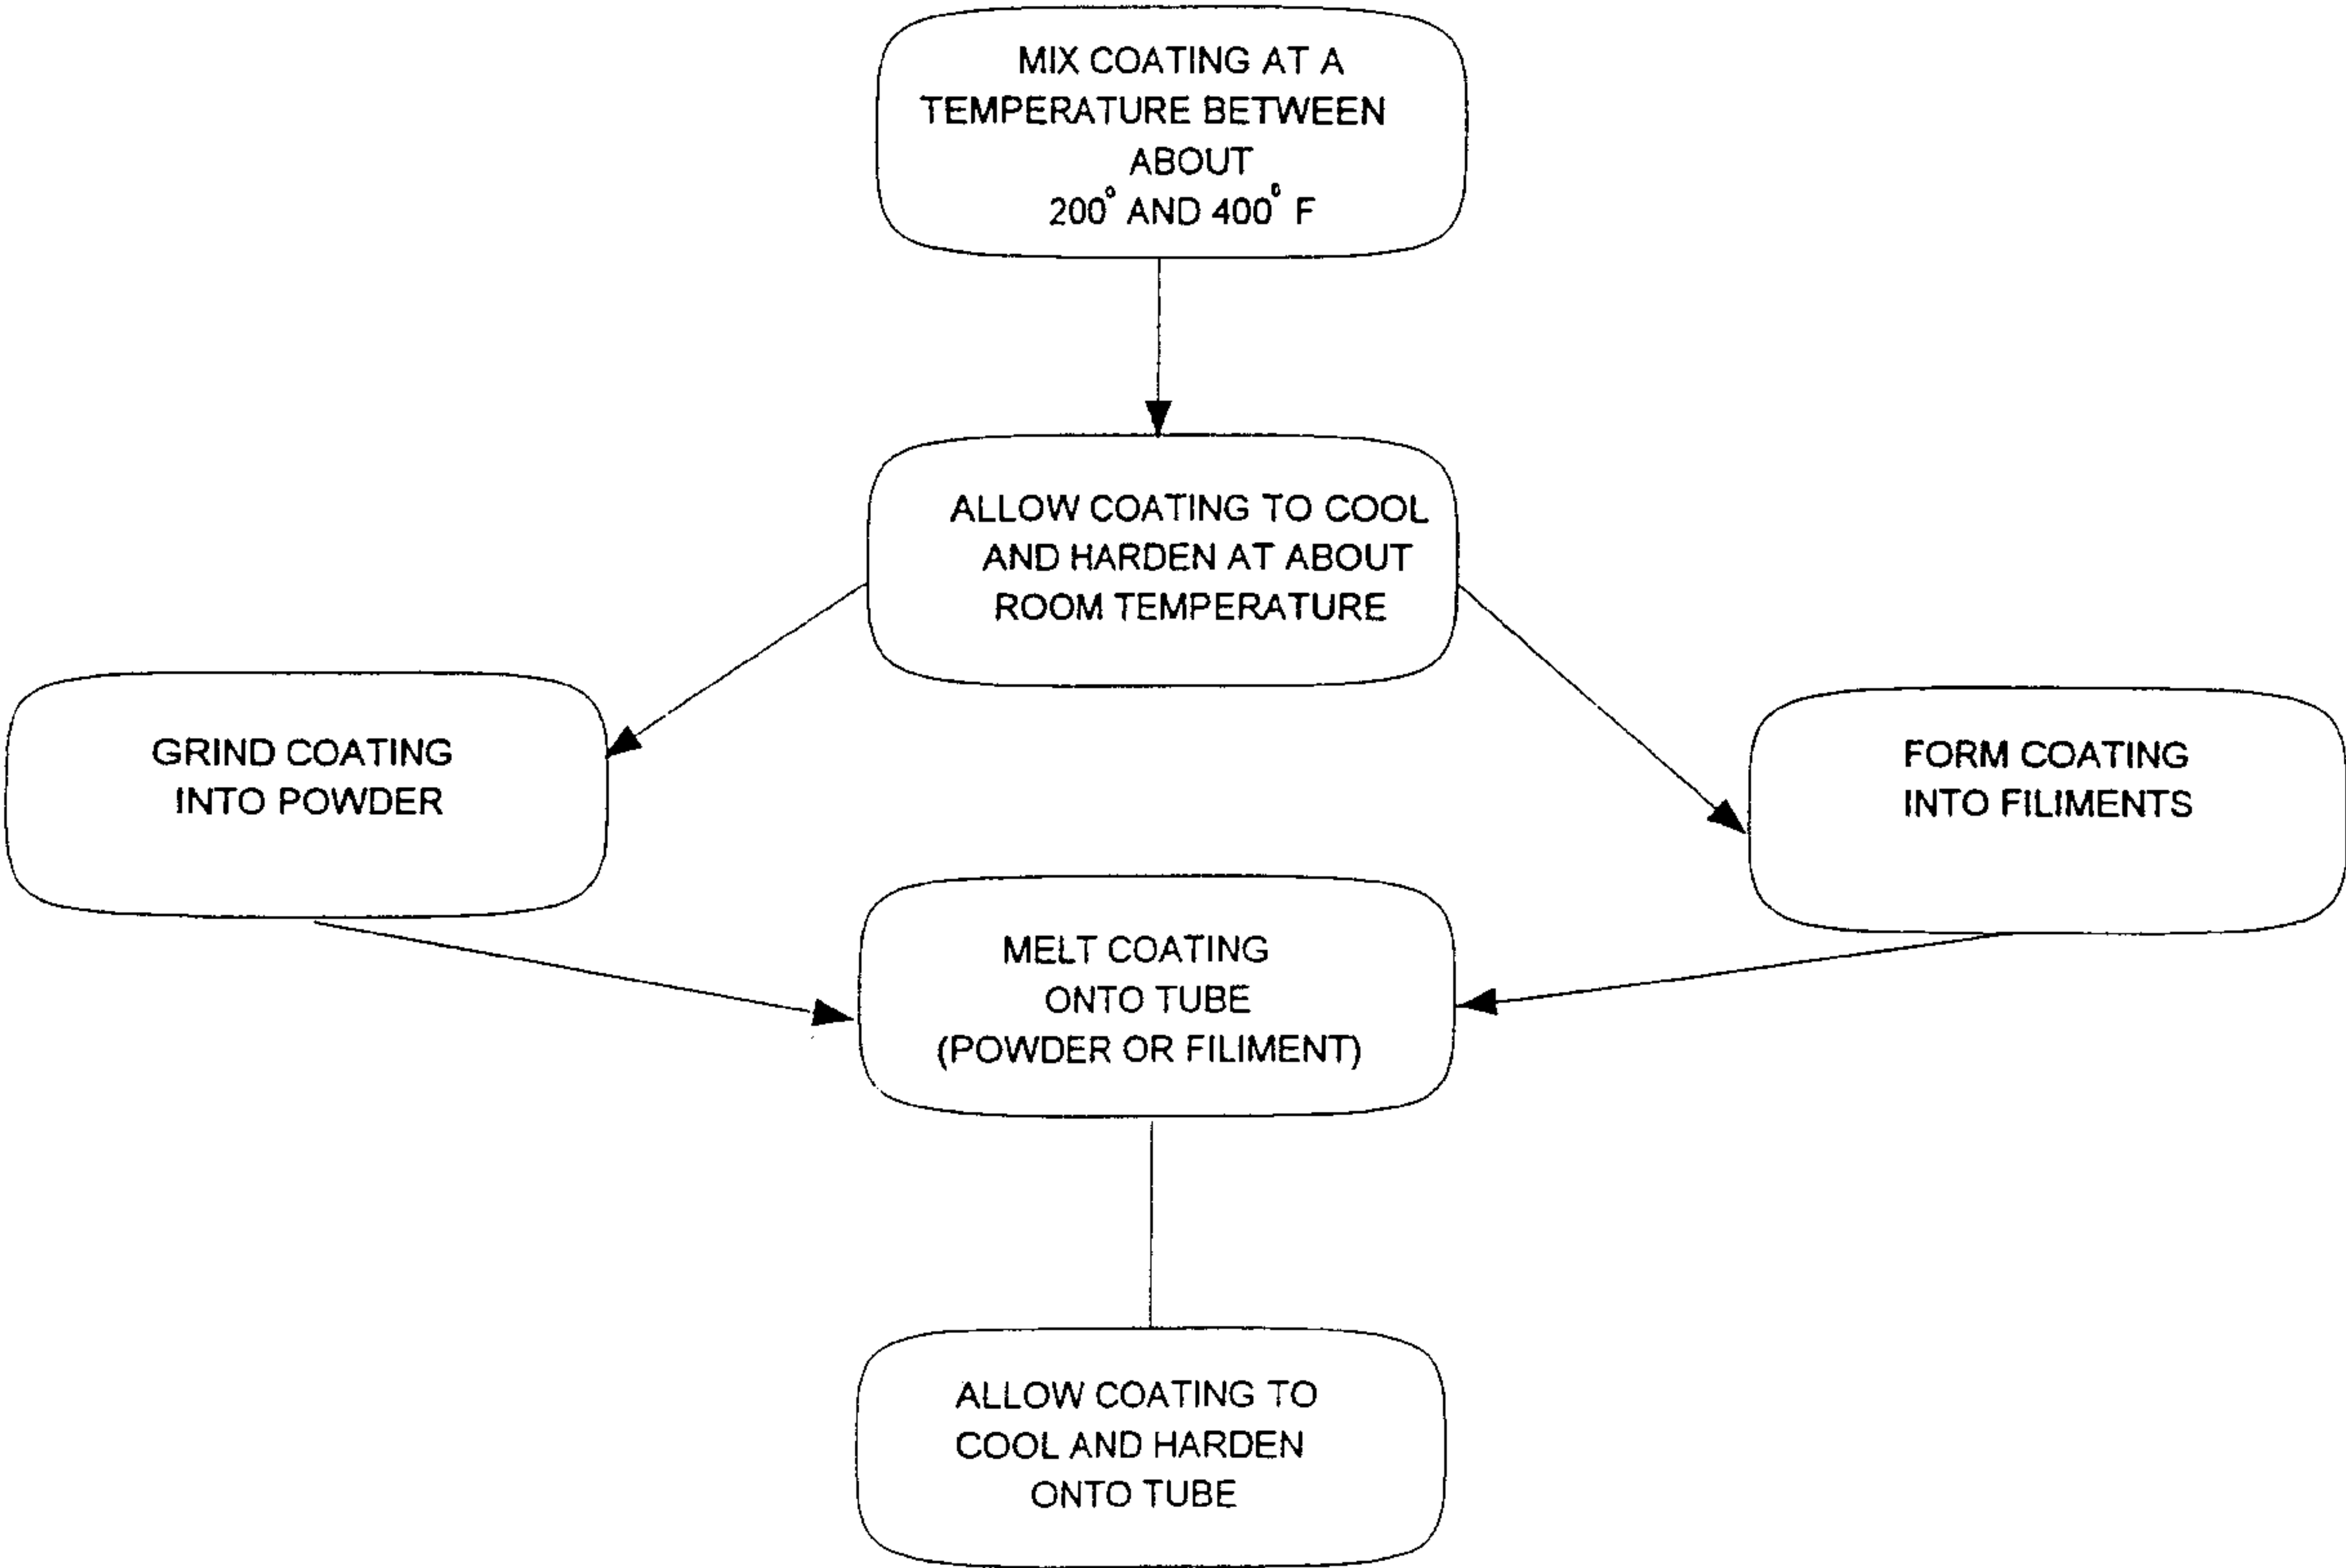 MIX COATING AT A
TEMPERATURE BETWEEN
ABOUT
200° AND 400° F
ALLOW COATING TO COOL
AND HARDEN AT ABOUT
ROOM TEMPERATURE
GRIND COATING
INTO POWDER
FORM COATING
INTO FILIMENTS
MELT COATING
ONTO TUBE
(POWDER OR FILIMENT)
ALLOW COATING TO
COOL AND HARDEN
ONTO TUBE